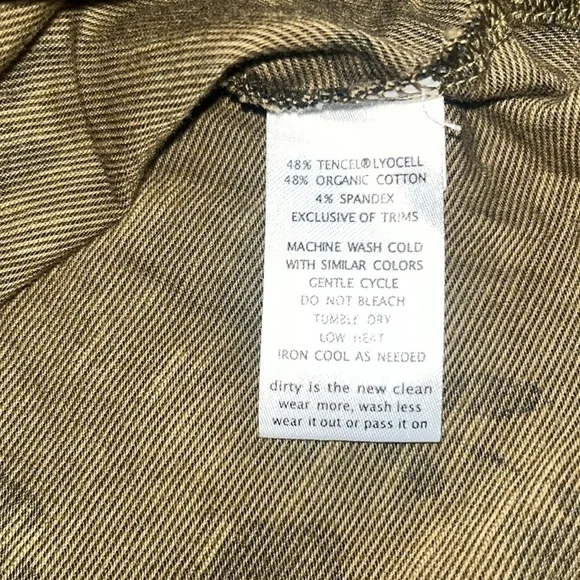 48% TENCEL®LYOCELL
48% ORGANIC COTTON
4% SPANDEX
EXCLUSIVE OF TRIMS
MACHINE WASH COLD
WITH SIMILAR COLORS
GENTLE CYCLE
DO NOT BLEACH
TUMBLE DRY
LOW HEAT
IRON COOL AS NEEDED
dirty is the new clean
wear more, wash less
wear it out or pass it on